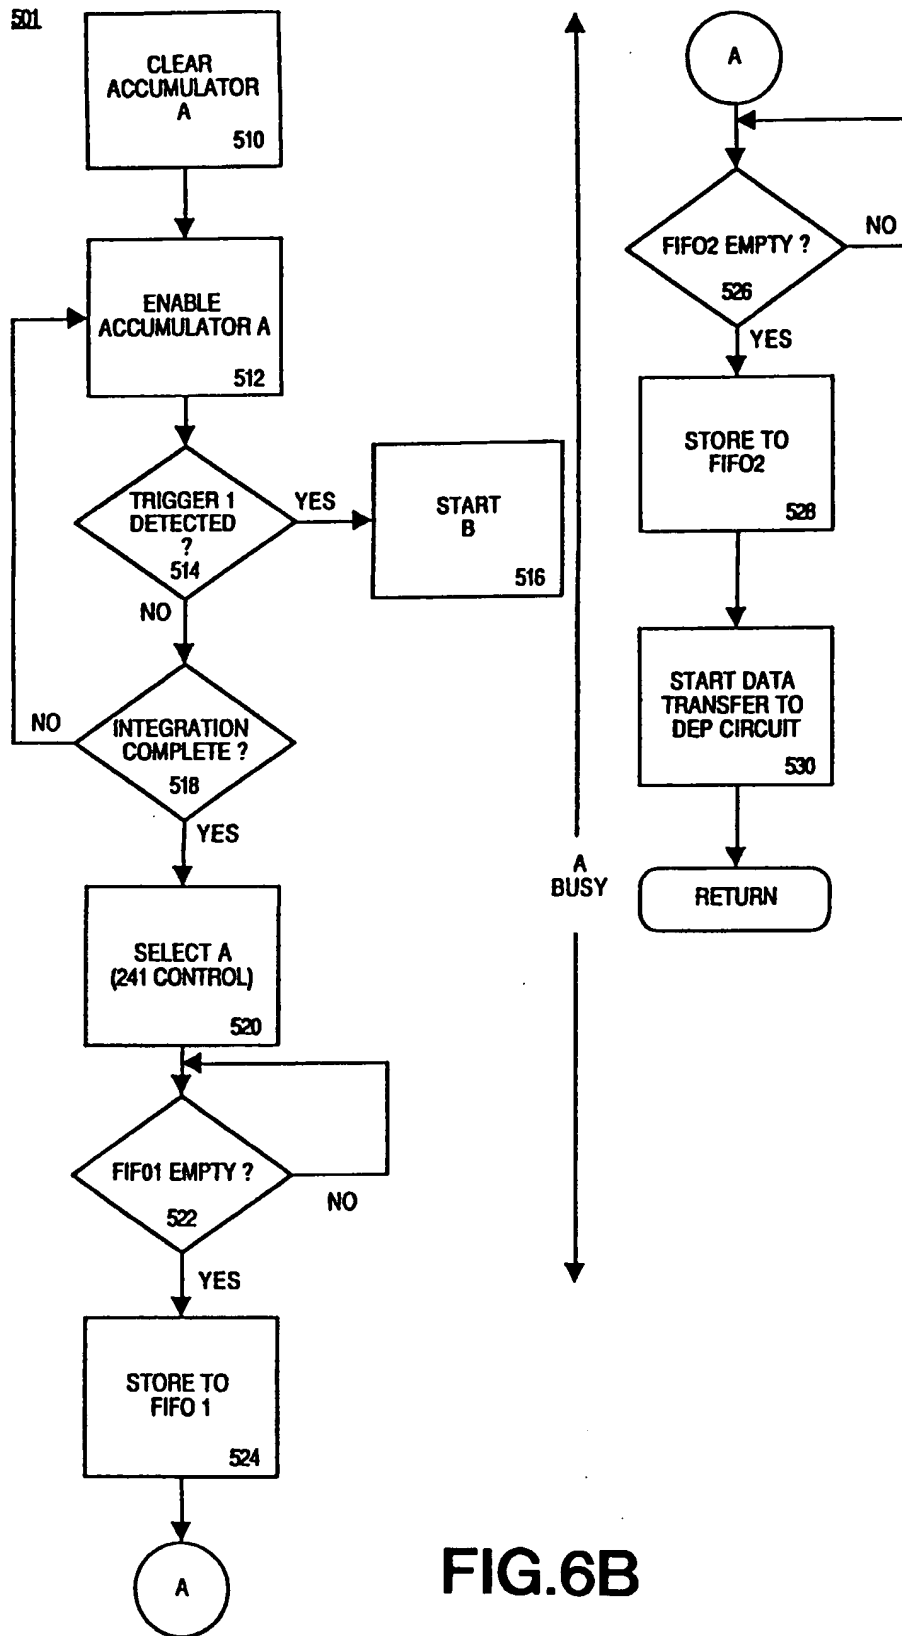 501
CLEAR
ACCUMULATOR
A
510
ENABLE
ACCUMULATOR A
512
TRIGGER 1
DETECTED
?
514
YES
NO
START
B
516
INTEGRATION
COMPLETE ?
518
NO
YES
SELECT A
(241 CONTROL)
520
FIFO1 EMPTY ?
522
NO
YES
STORE TO
FIFO 1
524
A
A
BUSY
A
FIFO2 EMPTY ?
526
NO
YES
STORE TO
FIFO2
528
START DATA
TRANSFER TO
DEP CIRCUIT
530
RETURN
FIG.6B